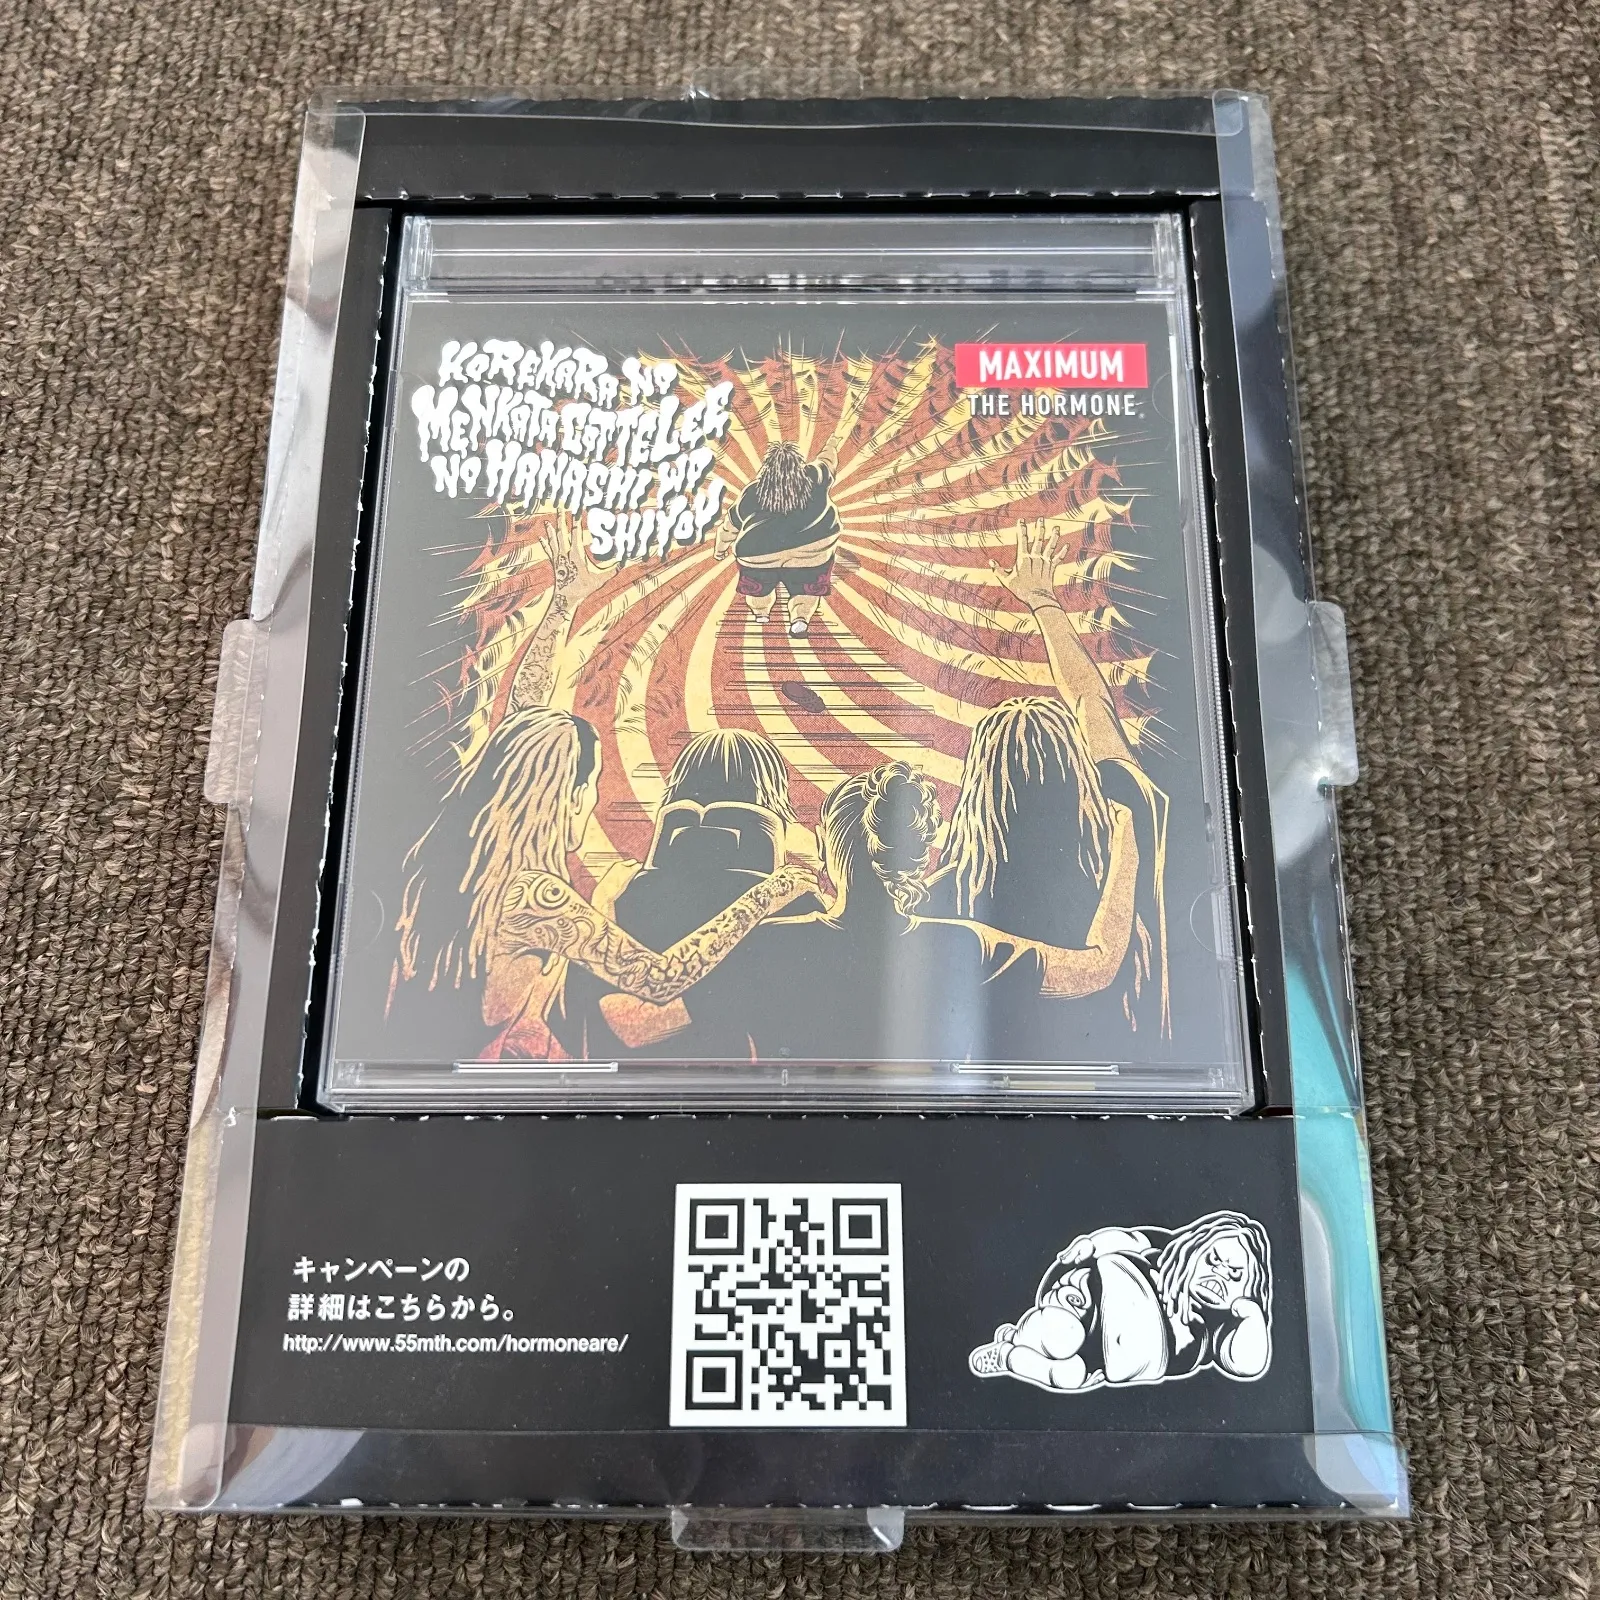 KOREKARA NO
MENKATA COTTELEE
NO HANASHI WO
SHIYOU
MAXIMUM
THE HORMONE
キャンペーンの
詳細はこちらから。
http://www.55mth.com/hormoneare/